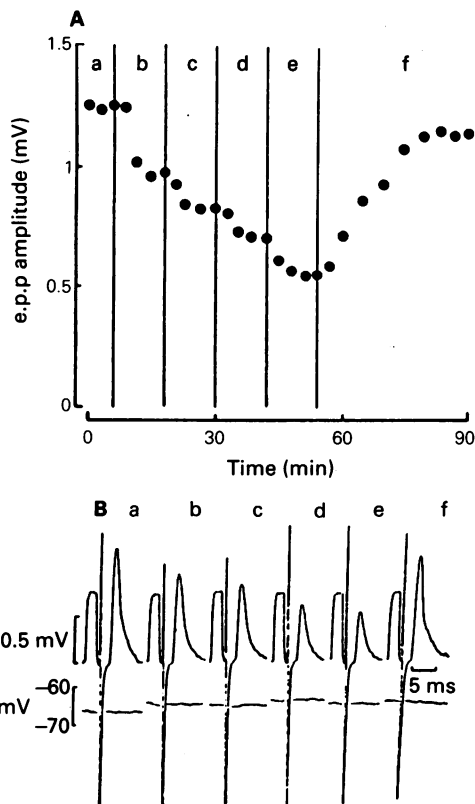 A
1.5
a b c d e f
1
0.5
0
e.p.p amplitude (mV)
0 30 60 90
Time (min)
B a b c d e f
0.5 mV
5 ms
−60
mV
−70